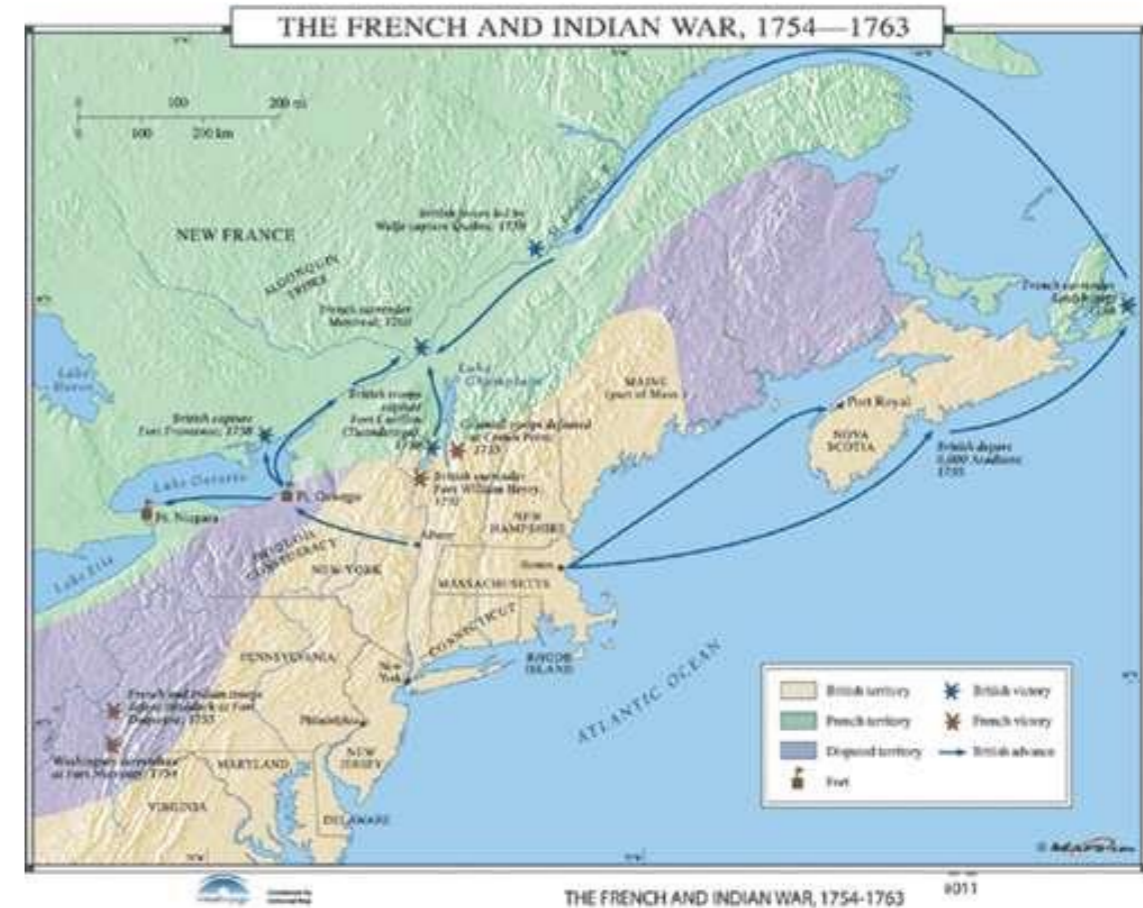 THE FRENCH AND INDIAN WAR, 1754—1763
0 100 200 mi
0 100 200 km
NEW FRANCE
ALGONQUIN
TRIBES
British forces led by
Wolfe capture Québec, 1759
French surrender
Montreal, 1760
French surrender
Lake
Huron
Lake
Champlain
British capture
Fort Frontenac, 1758
British troops
capture
Fort Carillon
MAINE
(part of Mass.)
Port Royal
NOVA
SCOTIA
British deport
6,000 Acadians,
1755
Colonial troops defeated
at Crown Point,
1755
British surrender
Fort William Henry,
1757
Lake Ontario
Ft. Oswego
Ft. Niagara
Lake Erie
IROQUOIS
CONFEDERACY
NEW YORK
Albany
NEW
HAMPSHIRE
Boston
MASSACHUSETTS
CONNECTICUT
RHODE
ISLAND
PENNSYLVANIA
New
York
Philadelphia
NEW
JERSEY
MARYLAND
VIRGINIA
DELAWARE
French and Indian troops
defeat Braddock at Fort
Duquesne, 1755
Washington surrenders
at Fort Necessity, 1754
ATLANTIC OCEAN
British territory
French territory
Disputed territory
Fort
British victory
French victory
British advance
THE FRENCH AND INDIAN WAR, 1754-1763